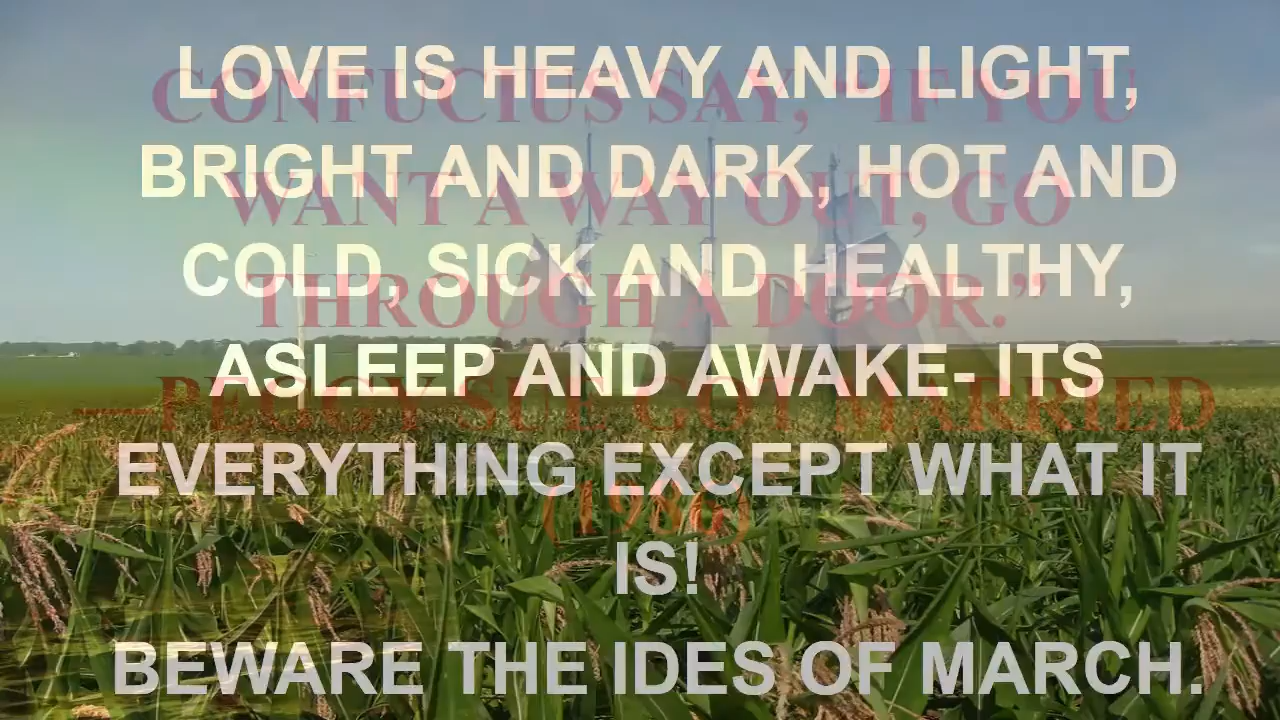 LOVE IS HEAVY AND LIGHT,
BRIGHT AND DARK, HOT AND
COLD, SICK AND HEALTHY,
ASLEEP AND AWAKE- ITS
EVERYTHING EXCEPT WHAT IT
IS!
BEWARE THE IDES OF MARCH.
CONFUCIUS SAY, “IF YOU
WANT A WAY OUT, GO
THROUGH A DOOR.”
—PEGGY SUE GOT MARRIED
(1986)